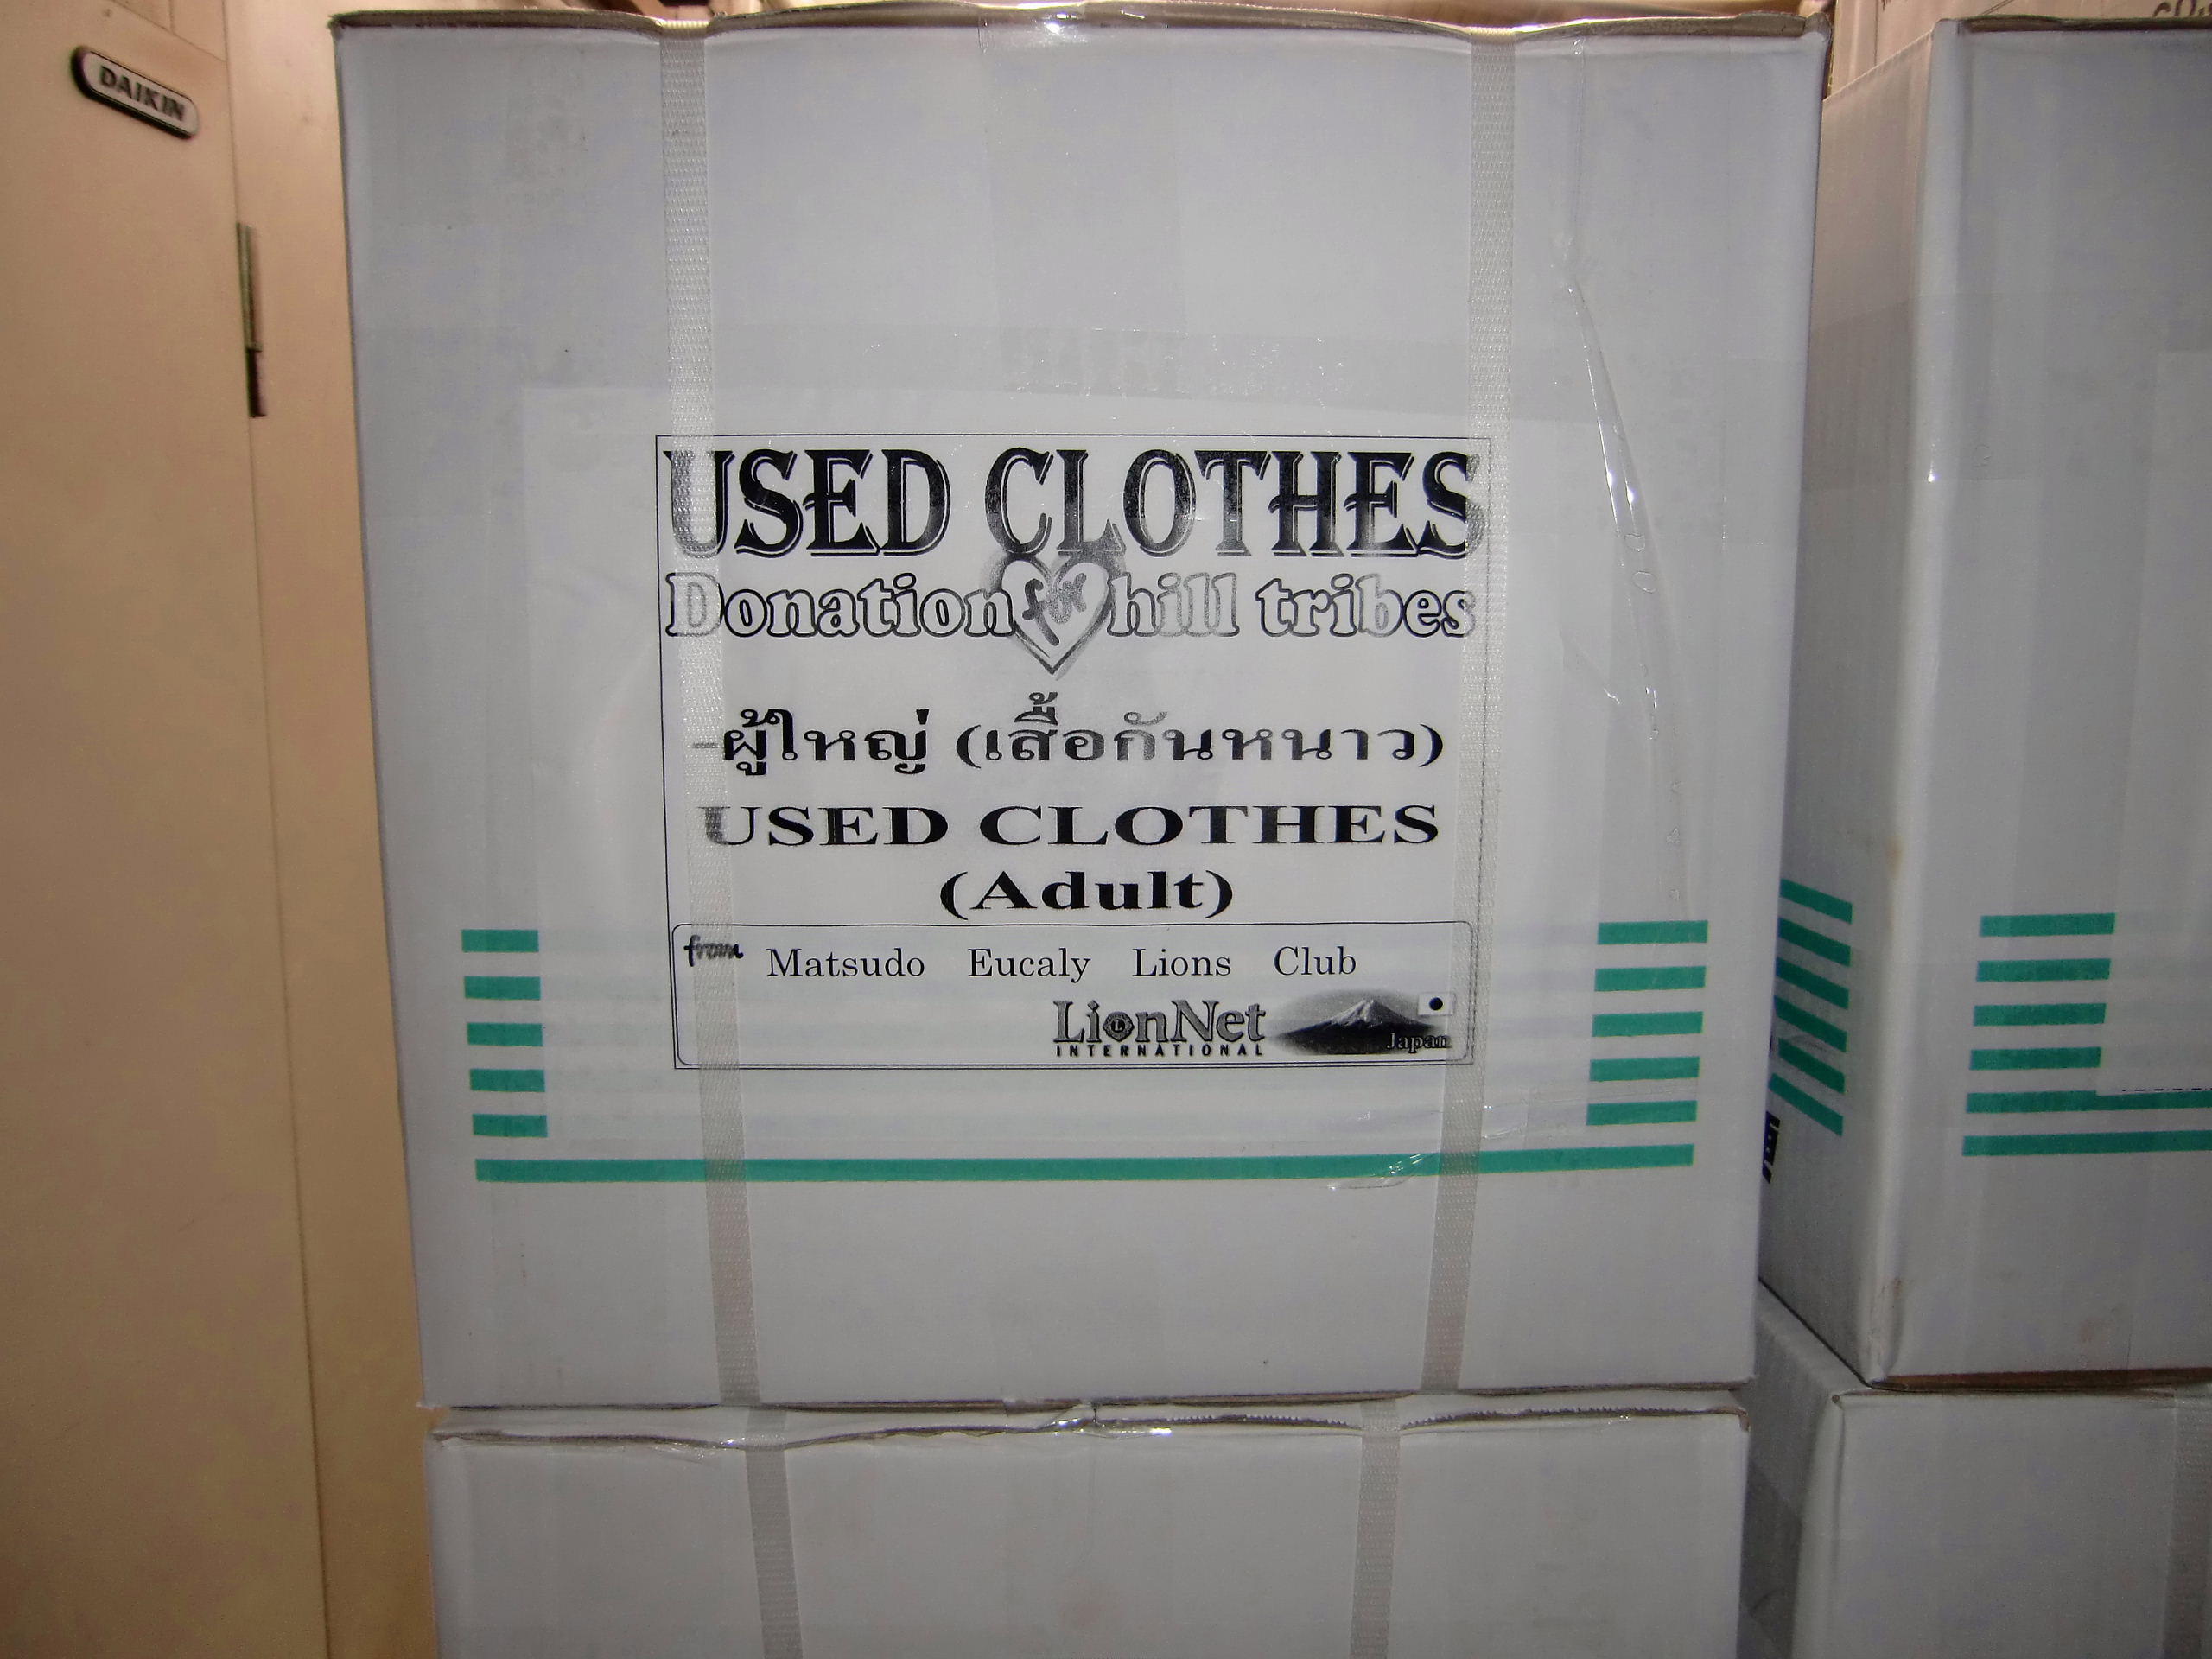 DAIKIN
USED CLOTHES
Donation for hill tribes
ผู้ใหญ่ (เสื้อกันหนาว)
USED CLOTHES
(Adult)
from Matsudo Eucaly Lions Club
LionNet
INTERNATIONAL
Japan